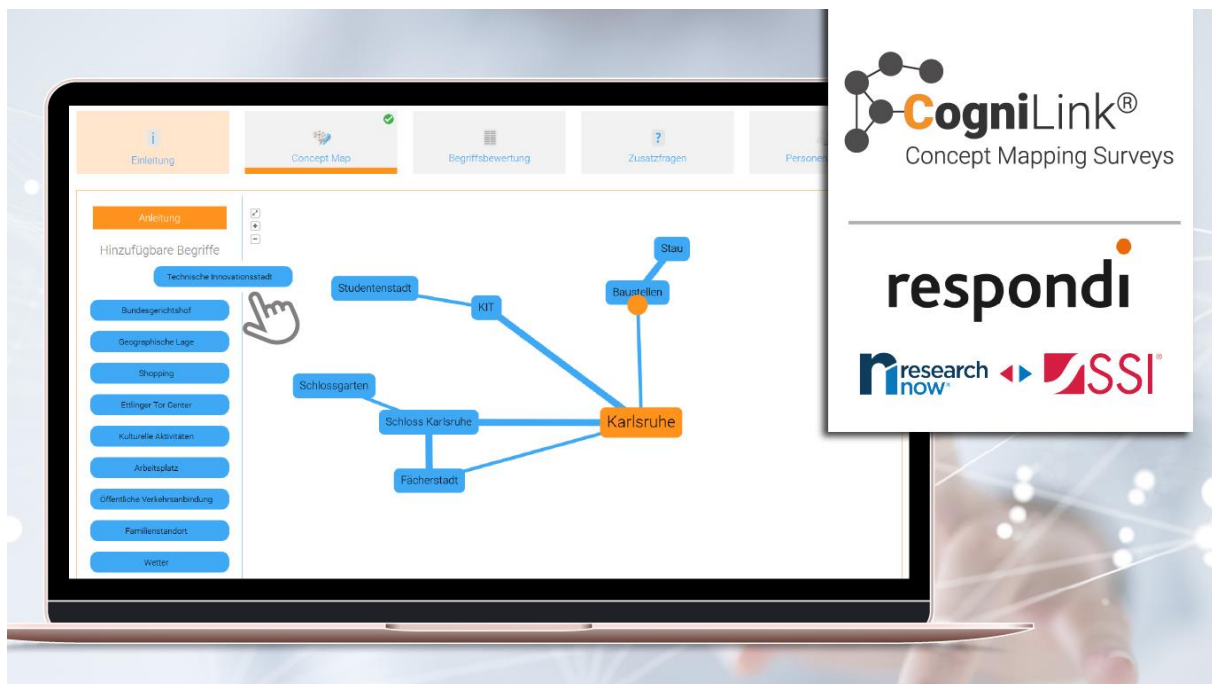 i
Einleitung
Concept Map
Begriffsbewertung
?
Zusatzfragen
Anleitung
Hinzufügbare Begriffe
Technische Innovationsstadt
Bundesgerichtshof
Geographische Lage
Shopping
Ettlinger Tor Center
Kulturelle Aktivitäten
Arbeitsplatz
Öffentliche Verkehrsanbindung
Familienstandort
Wetter
Stau
Baustellen
Studentenstadt
KIT
Schlossgarten
Schloss Karlsruhe
Karlsruhe
Fächerstadt
CogniLink®
Concept Mapping Surveys
respondi
research
now®
SSI®